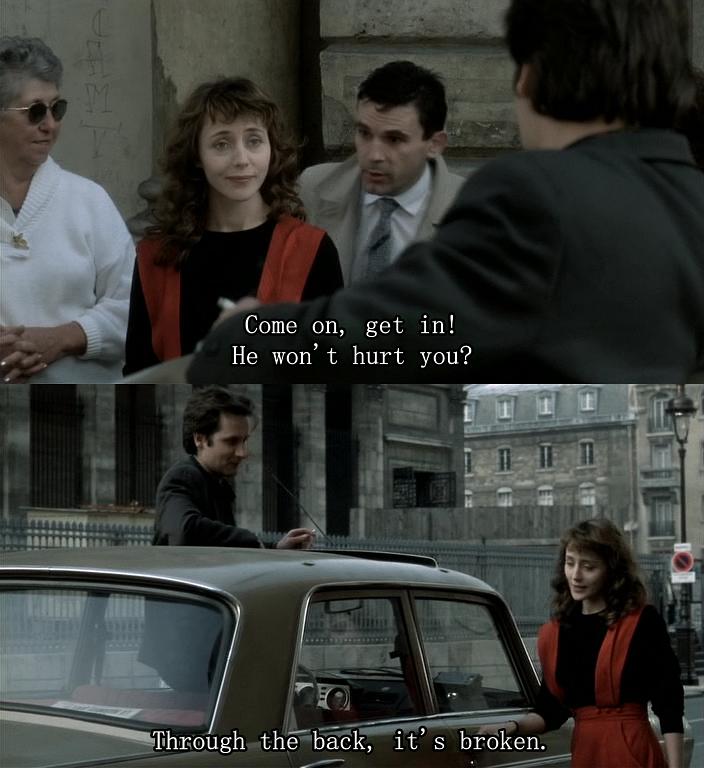 Come on, get in!
He won't hurt you?
Through the back, it's broken.